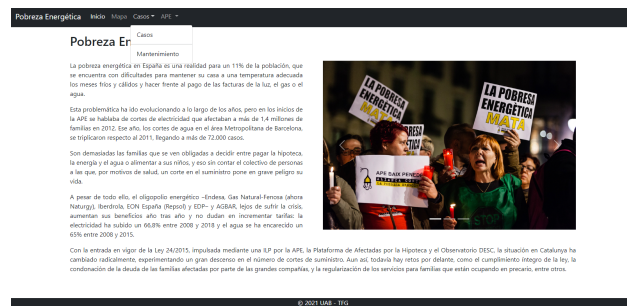 Pobreza Energética Inicio Mapa Casos APE
Casos
Mantenimiento
Pobreza En
La pobreza energética en España es una realidad para un 11% de la población, que
se encuentra con dificultades para mantener su casa a una temperatura adecuada
los meses fríos y cálidos y hacer frente al pago de las facturas de la luz, el gas o el
agua.
Esta problemática ha ido evolucionando a lo largo de los años, pero en los inicios de
la APE se hablaba de cortes de electricidad que afectaban a más de 1,4 millones de
familias en 2012. Ese año, los cortes de agua en el área Metropolitana de Barcelona,
se triplicaron respecto al 2011, llegando a más de 72.000 casos.
Son demasiadas las familias que se ven obligadas a decidir entre pagar la hipoteca,
la energía y el agua o alimentar a sus niños, y eso sin contar el colectivo de personas
a las que, por motivos de salud, un corte en el suministro pone en grave peligro su
vida.
A pesar de todo ello, el oligopolio energético –Endesa, Gas Natural-Fenosa (ahora
Naturgy), Iberdrola, EON España (Repsol) y EDP– y AGBAR, lejos de sufrir la crisis,
aumentan sus beneficios año tras año y no dudan en incrementar tarifas: la
electricidad ha subido un 66,8% entre 2008 y 2018 y el agua se ha encarecido un
65% entre 2008 y 2015.
LA POBRESA
ENERGÈTICA
MATA
LA POBRESA
ENERGÈTICA
MATA
APE BAIX PENEDÈS
Con la entrada en vigor de la Ley 24/2015, impulsada mediante una ILP por la APE, la Plataforma de Afectadas por la Hipoteca y el Observatorio DESC, la situación en Catalunya ha
cambiado radicalmente, experimentando un gran descenso en el número de cortes de suministro. Aun así, todavía hay retos por delante, como el cumplimiento íntegro de la ley, la
condonación de la deuda de las familias afectadas por parte de las grandes compañías, y la regularización de los servicios para familias que están ocupando en precario, entre otros.
© 2021 UAB - TFG